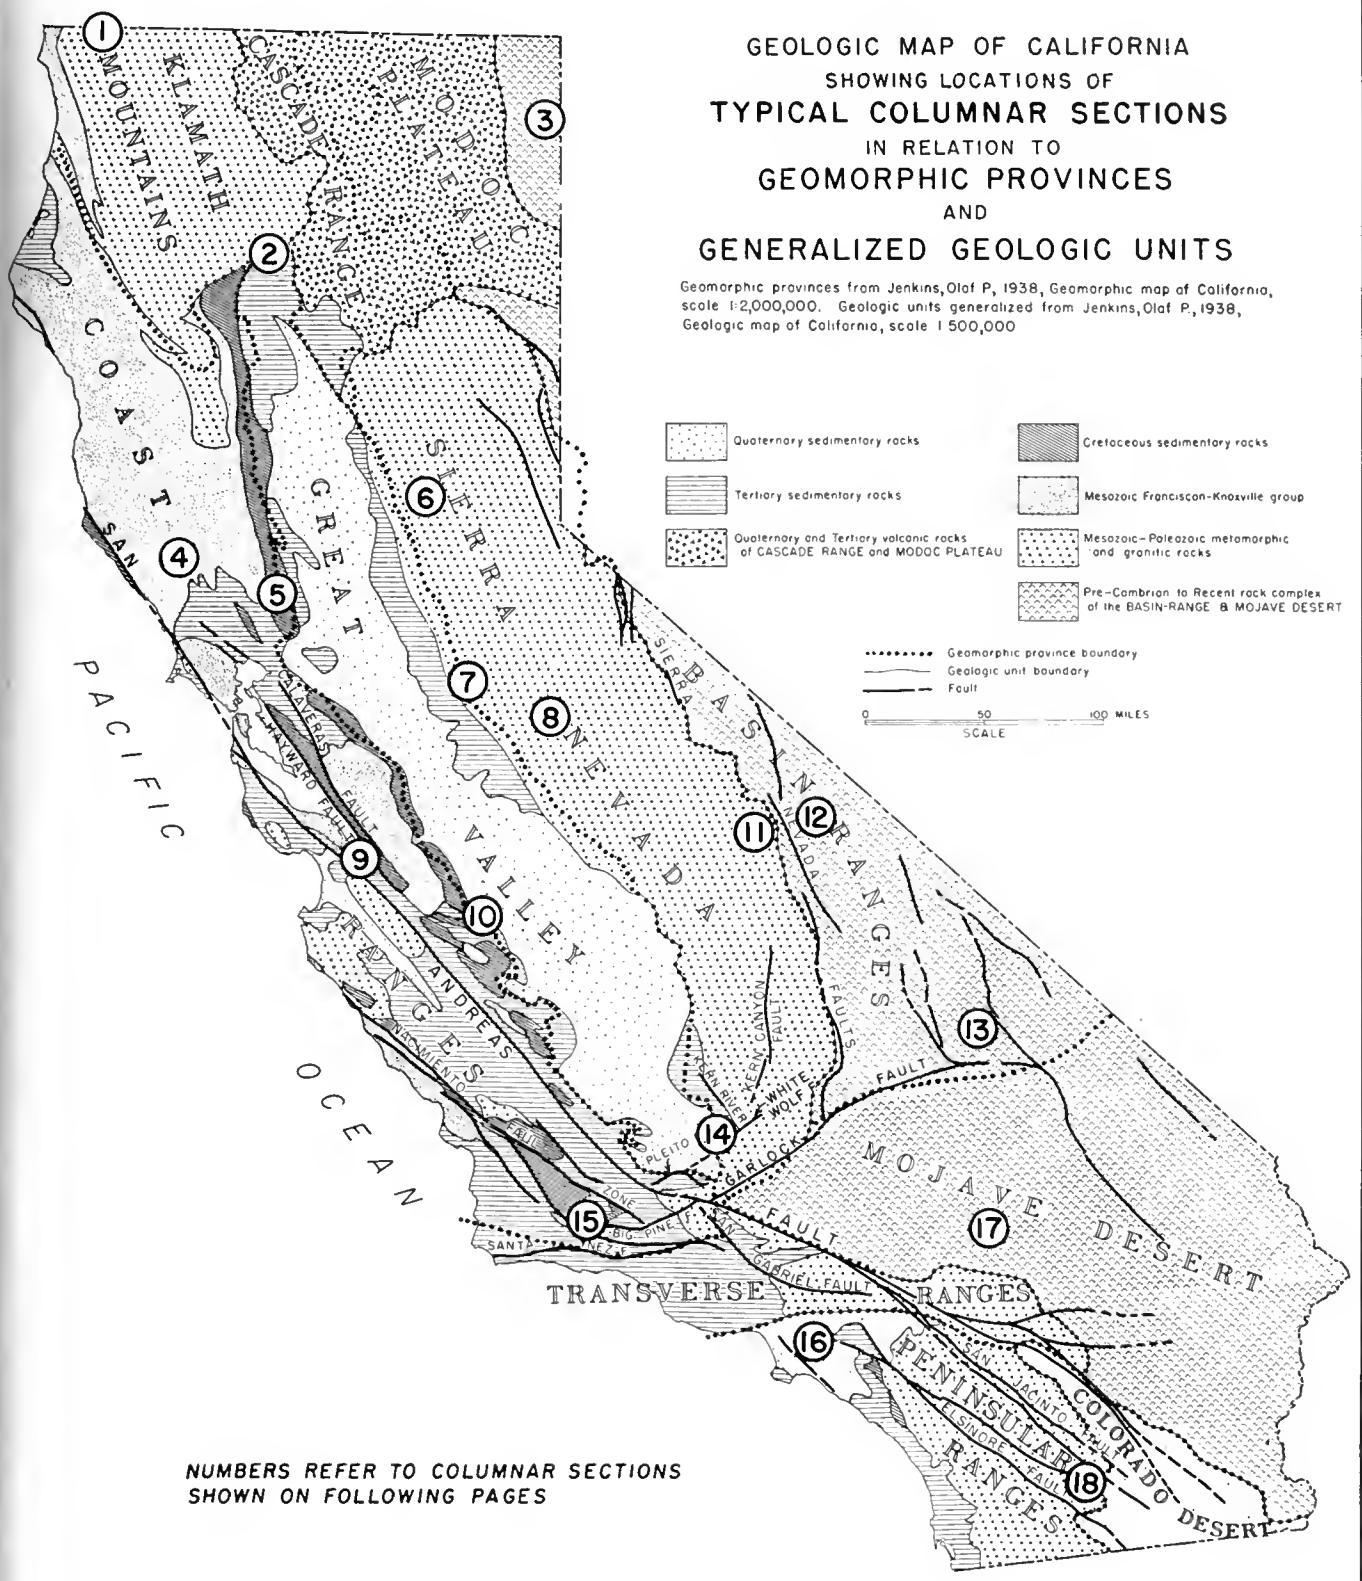 GEOLOGIC MAP OF CALIFORNIA
SHOWING LOCATIONS OF
TYPICAL COLUMNAR SECTIONS
IN RELATION TO
GEOMORPHIC PROVINCES
AND
GENERALIZED GEOLOGIC UNITS
Geomorphic provinces from Jenkins, Olaf P., 1938, Geomorphic map of California,
scale 1:2,000,000. Geologic units generalized from Jenkins, Olaf P., 1938,
Geologic map of California, scale 1 500,000
Quaternary sedimentary rocks
Tertiary sedimentary rocks
Quaternary and Tertiary volcanic rocks
of CASCADE RANGE and MODOC PLATEAU
Cretaceous sedimentary rocks
Mesozoic Franciscan-Knoxville group
Mesozoic-Paleozoic metamorphic
and granitic rocks
Pre-Cambrian to Recent rock complex
of the BASIN-RANGE & MOJAVE DESERT
Geomorphic province boundary
Geologic unit boundary
Fault
0 50 100 MILES
SCALE
1
KLAMATH
MOUNTAINS
CASCADE RANGE
MODOC
PLATEAU
3
2
COAST
RANGES
GREAT
VALLEY
SIERRA
NEVADA
6
4
5
7
8
SAN
ANDREAS
FAULT
PACIFIC
OCEAN
CALAVERAS
FAULT
HAYWARD FAULT
9
10
BASIN
RANGES
SIERRA
NEVADA
FAULTS
11
12
13
NACIMIENTO
FAULT
ZONE
KERN CANYON
FAULT
KERN RIVER
WHITE
WOLF F.
14
PLEITO
GARLOCK
FAULT
MOJAVE DESERT
17
15
BIG PINE F.
SANTA
YNEZ F.
SAN
GABRIEL FAULT
TRANSVERSE
RANGES
16
PENINSULAR
RANGES
SAN
JACINTO
FAULT
ELSINORE
FAULT
18
COLORADO
DESERT
NUMBERS REFER TO COLUMNAR SECTIONS
SHOWN ON FOLLOWING PAGES